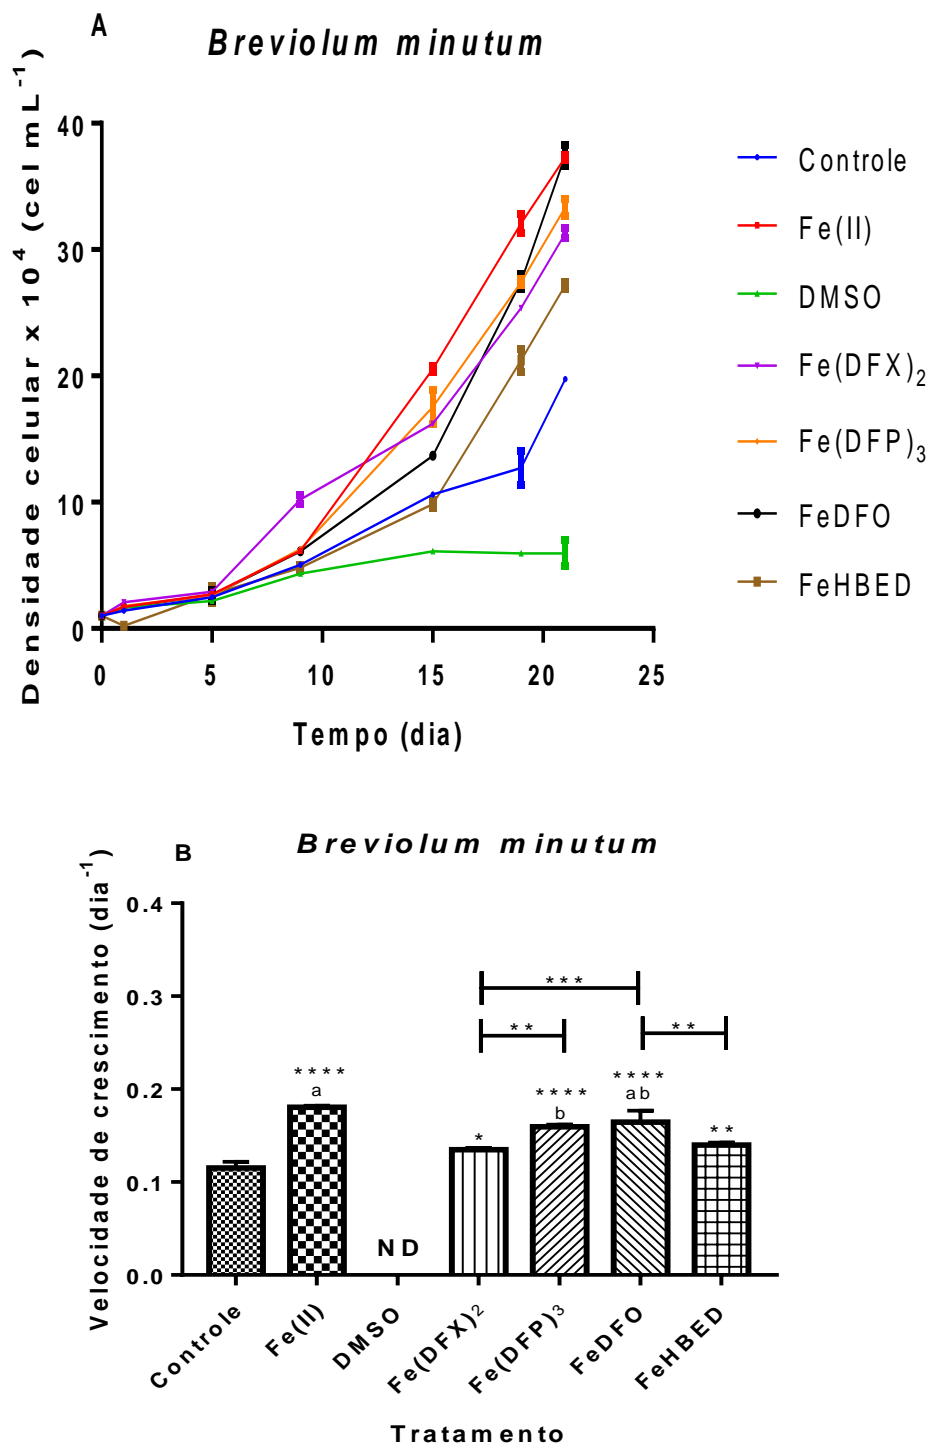 A
Breviolum minutum
Densidade celular x 10⁴ (cel mL⁻¹)
40
30
20
10
0
0 5 10 15 20 25
Tempo (dia)
Controle
Fe(II)
DMSO
Fe(DFX)₂
Fe(DFP)₃
FeDFO
FeHBED
B
Breviolum minutum
Velocidade de crescimento (dia⁻¹)
0.4
0.3
0.2
0.1
0.0
***
** **
**** **** ****
a b ab
* **
ND
Controle Fe(II) DMSO Fe(DFX)² Fe(DFP)³ FeDFO FeHBED
Tratamento